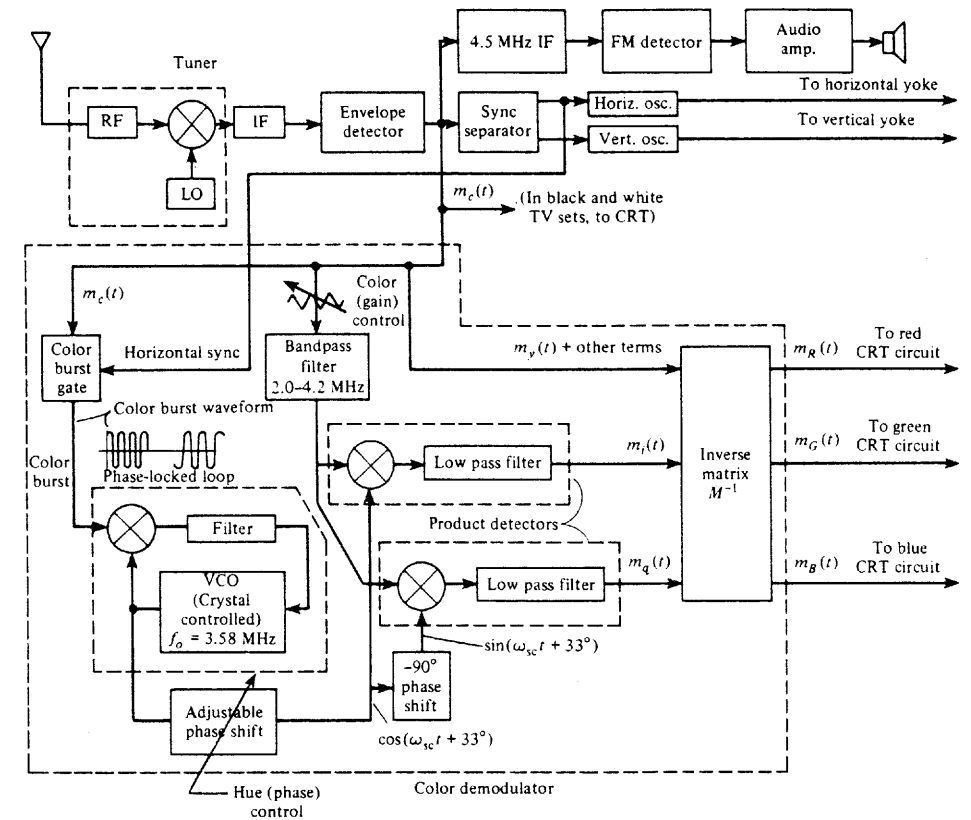 Tuner
RF
LO
IF
Envelope
detector
4.5 MHz IF
FM detector
Audio
amp.
Sync
separator
Horiz. osc.
Vert. osc.
To horizontal yoke
To vertical yoke
m_c(t)
(In black and white
TV sets, to CRT)
m_c(t)
Color
(gain)
control
Color
burst
gate
Horizontal sync
Bandpass
filter
2.0–4.2 MHz
m_y(t) + other terms
m_R(t)
To red
CRT circuit
Color burst waveform
Color
burst
Phase-locked loop
Low pass filter
m_i(t)
Inverse
matrix
M⁻¹
m_G(t)
To green
CRT circuit
Product detectors
Filter
VCO
(Crystal
controlled)
f_o = 3.58 MHz
Low pass filter
m_q(t)
m_B(t)
To blue
CRT circuit
sin(ω_sc t + 33°)
–90°
phase
shift
Adjustable
phase shift
cos(ω_sc t + 33°)
Hue (phase)
control
Color demodulator